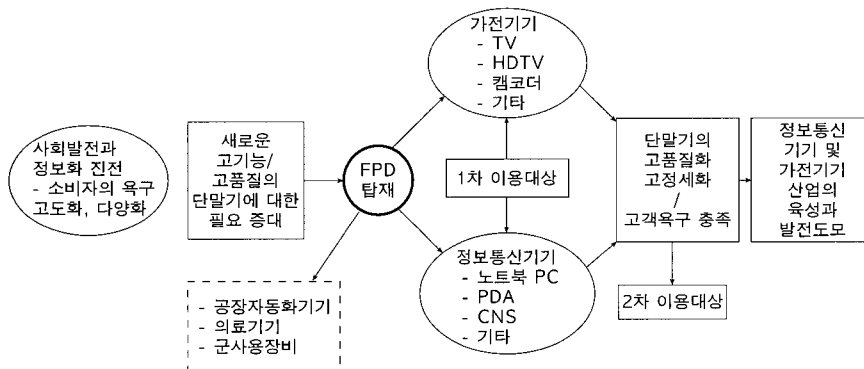 사회발전과
정보화 진전
- 소비자의 욕구
고도화, 다양화
새로운
고기능/
고품질의
단말기에 대한
필요 증대
FPD
탑재
- 공장자동화기기
- 의료기기
- 군사용장비
가전기기
- TV
- HDTV
- 캠코더
- 기타
1차 이용대상
정보통신기기
- 노트북 PC
- PDA
- CNS
- 기타
단말기의
고품질화
고정세화
/
고객욕구 충족
2차 이용대상
정보통신
기기 및
가전기기
산업의
육성과
발전도모